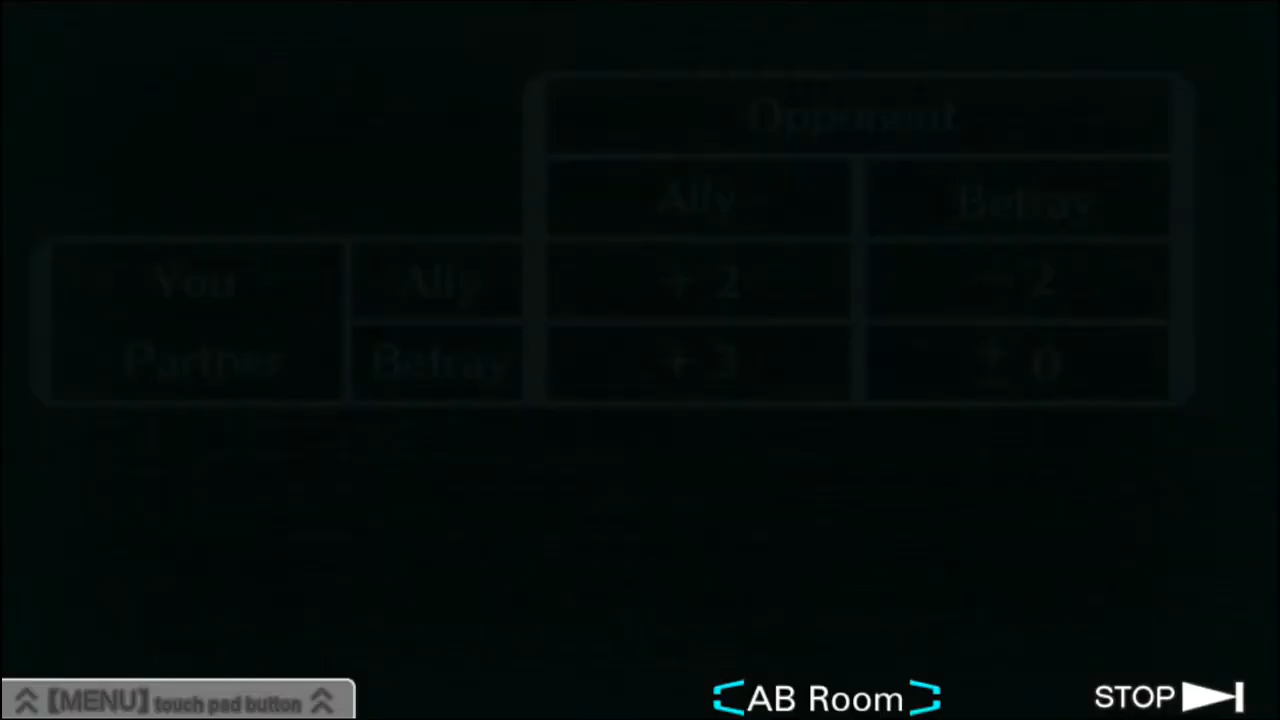 Opponent
Ally Betray
You Ally + 2 - 2
Partner Betray + 3 ± 0
【MENU】touch pad button
AB Room
STOP